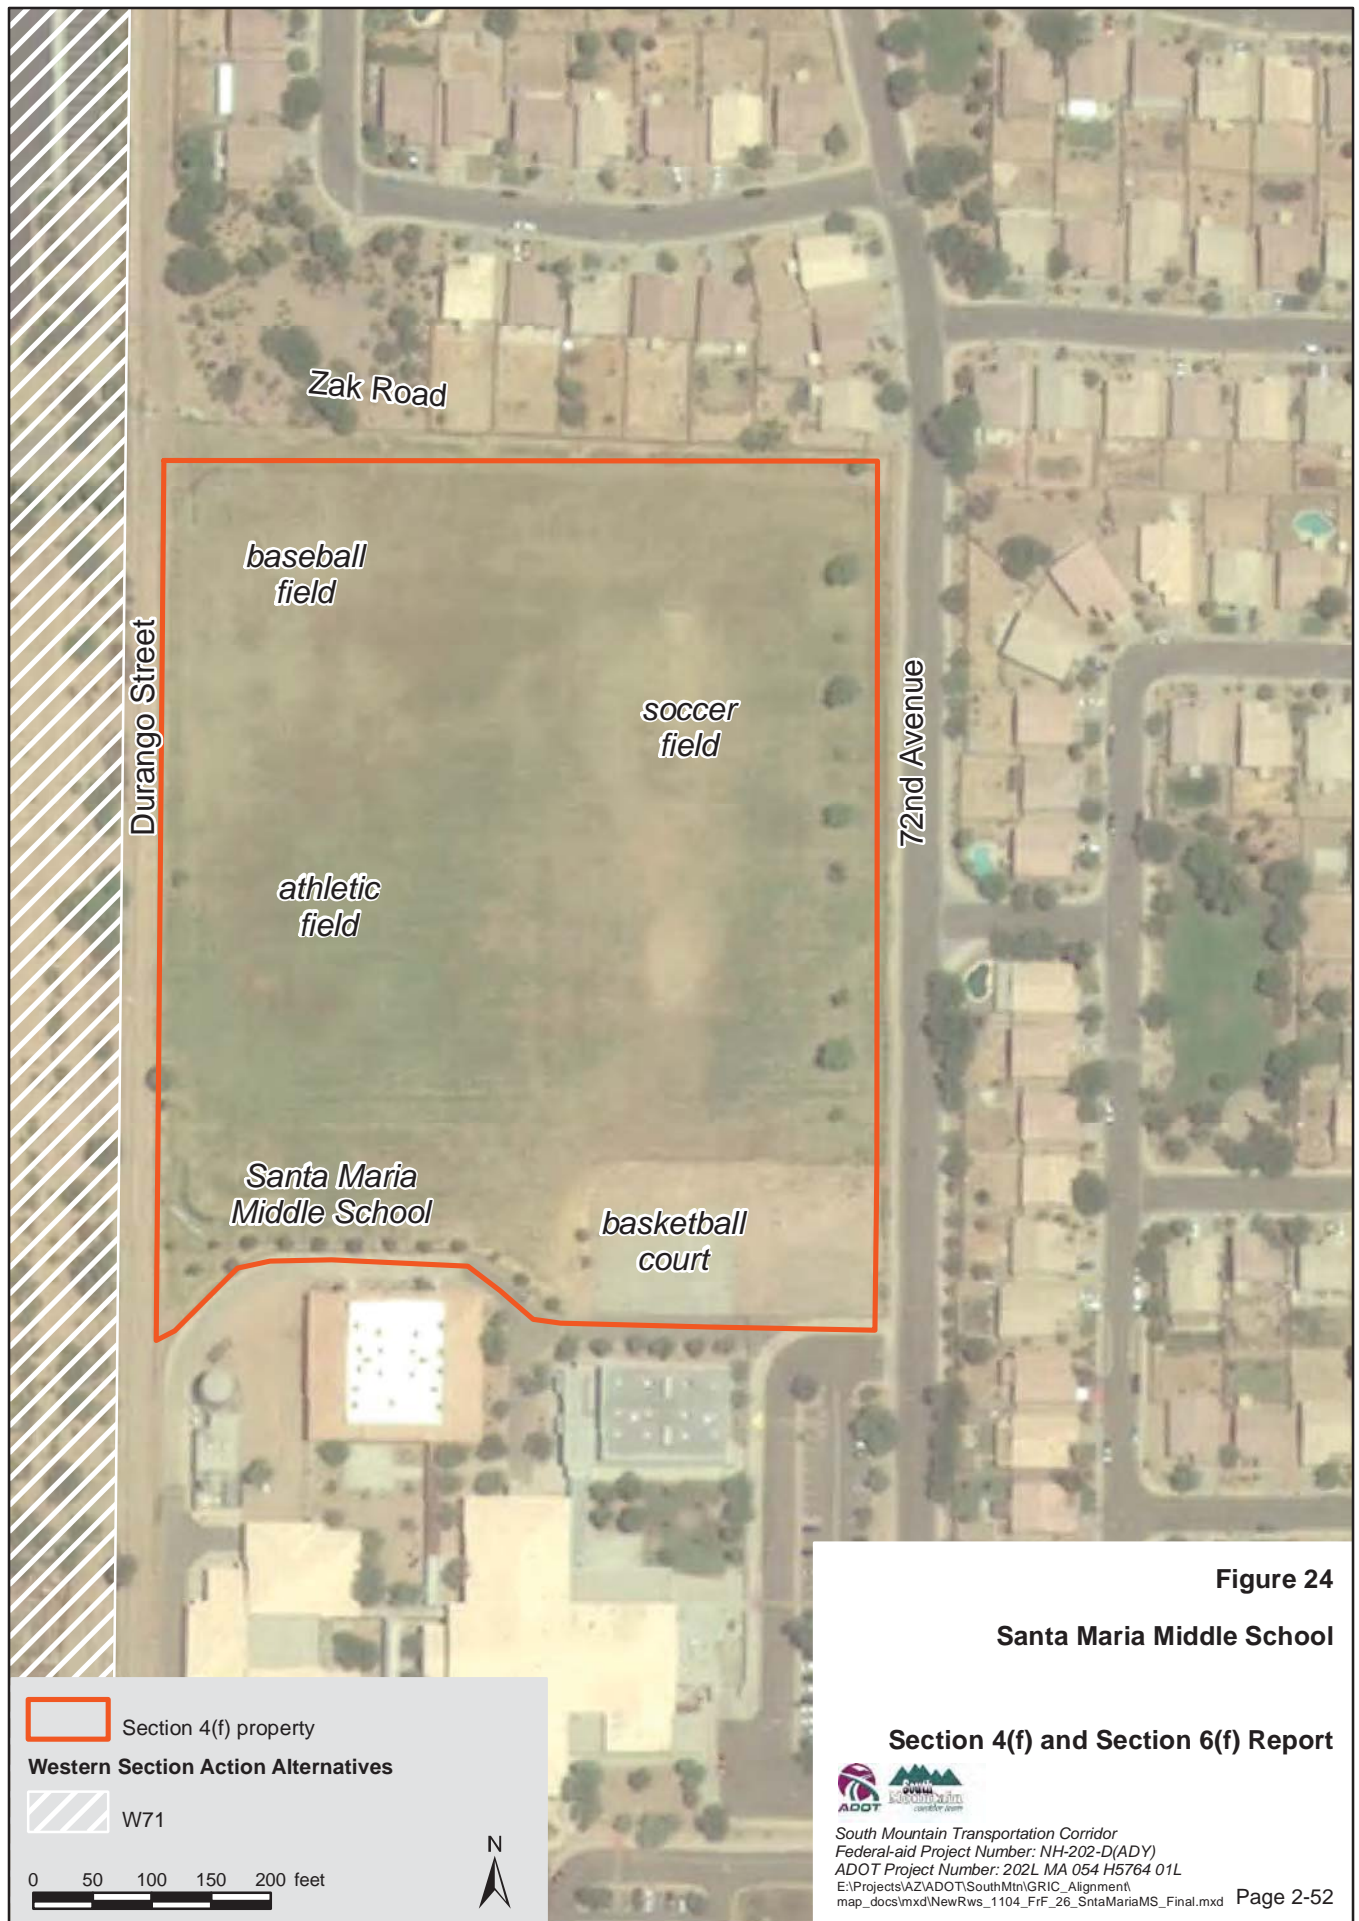 Zak Road
baseball
field
Durango Street
soccer
field
72nd Avenue
athletic
field
Santa Maria
Middle School
basketball
court
Figure 24
Santa Maria Middle School
Section 4(f) and Section 6(f) Report
ADOT
South
Mountain
corridor team
South Mountain Transportation Corridor
Federal-aid Project Number: NH-202-D(ADY)
ADOT Project Number: 202L MA 054 H5764 01L
E:\Projects\AZ\ADOT\SouthMtn\GRIC_Alignment\
map_docs\mxd\NewRws_1104_FrF_26_SntaMariaMS_Final.mxd
Page 2-52
Section 4(f) property
Western Section Action Alternatives
W71
N
0 50 100 150 200 feet